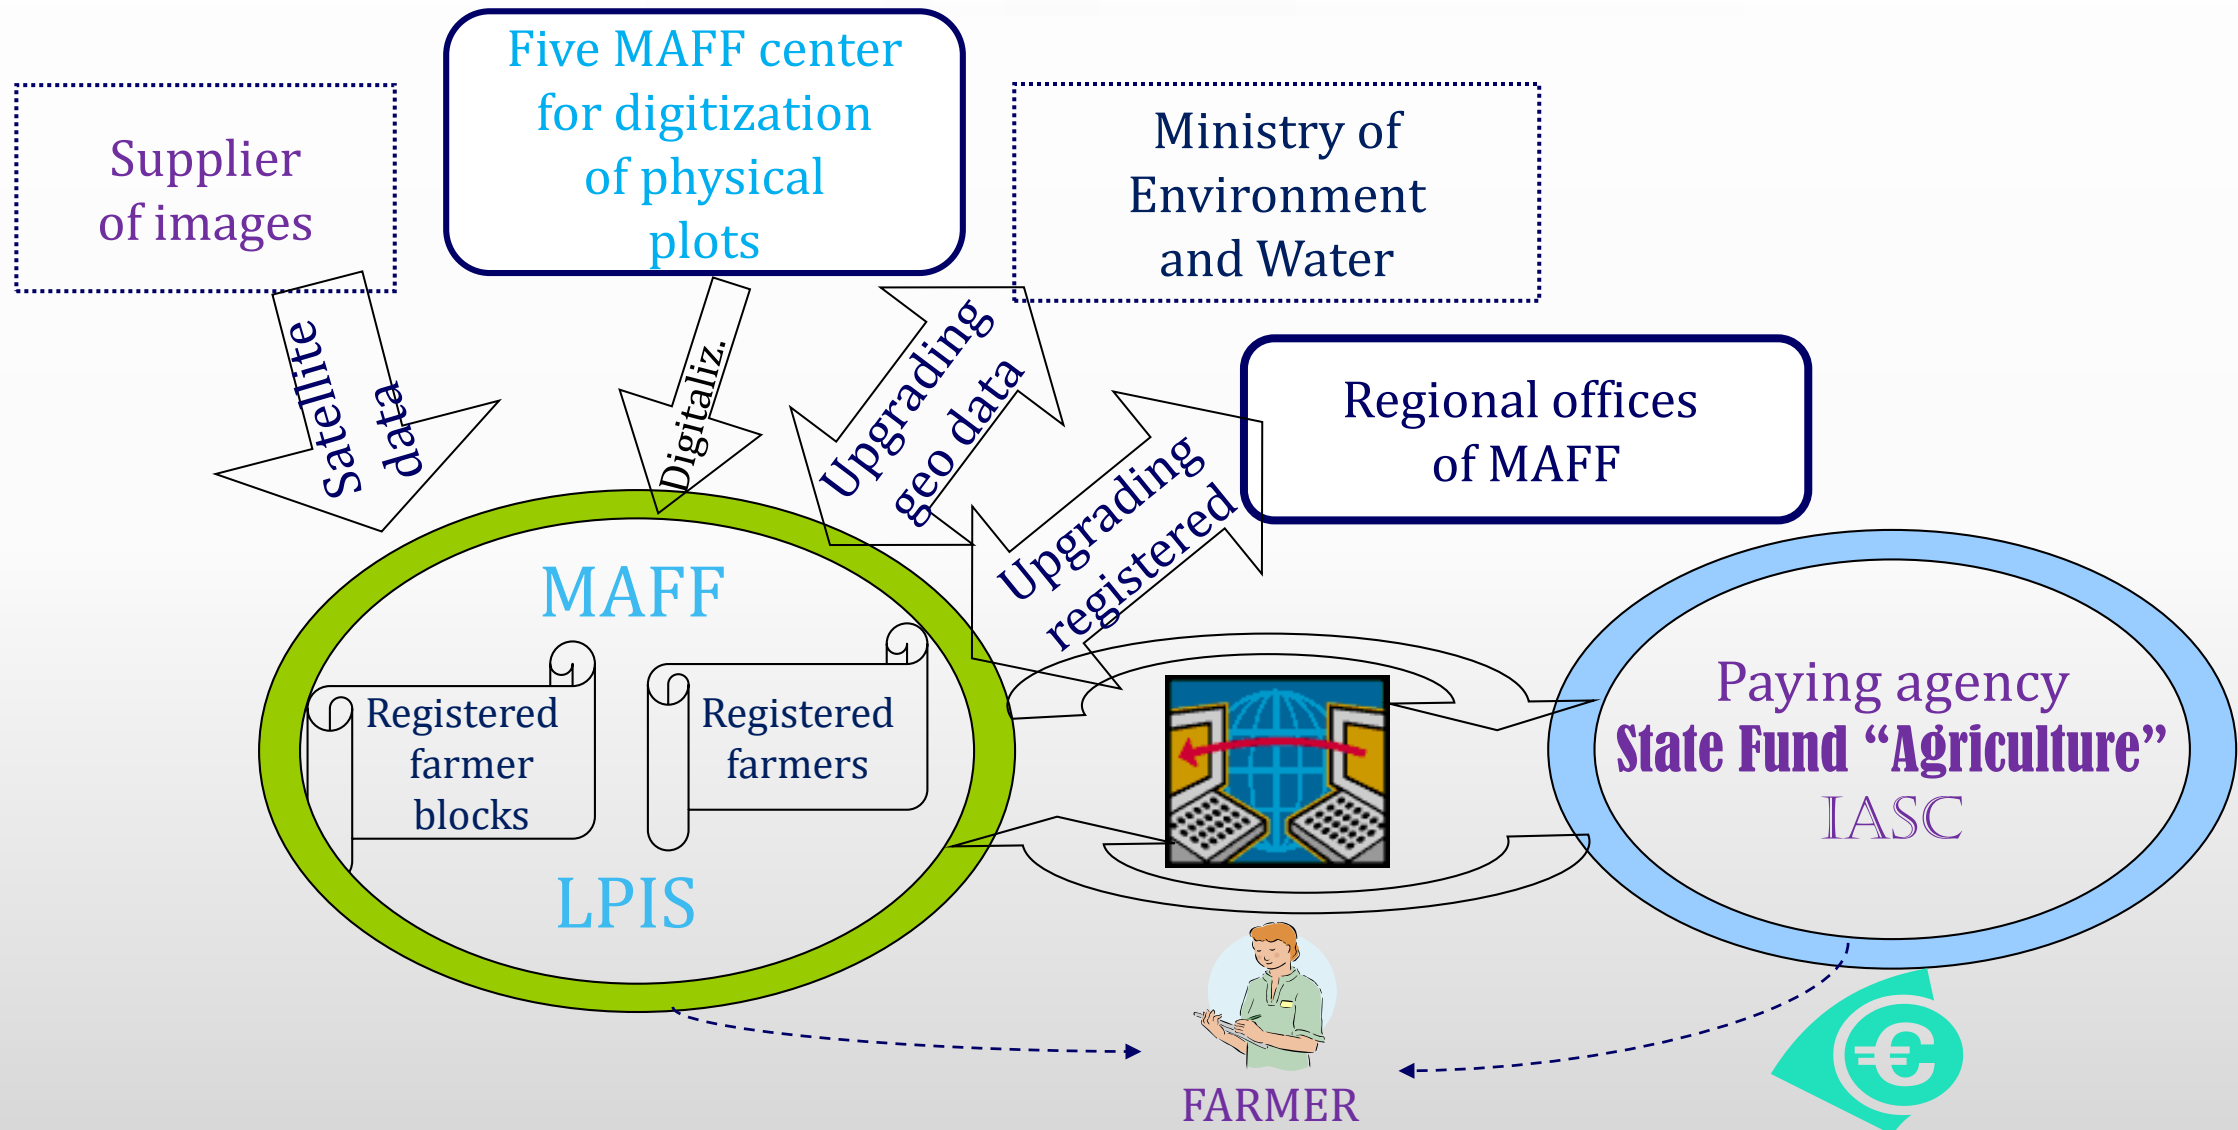 Five MAFF center
for digitization
of physical
plots
Supplier
of images
Ministry of
Environment
and Water
Satellite
data
Digitaliz.
Upgrading
geo data
Upgrading
registered
Regional offices
of MAFF
MAFF
Registered
farmer
blocks
Registered
farmers
LPIS
Paying agency
State Fund “Agriculture”
IASC
FARMER
€